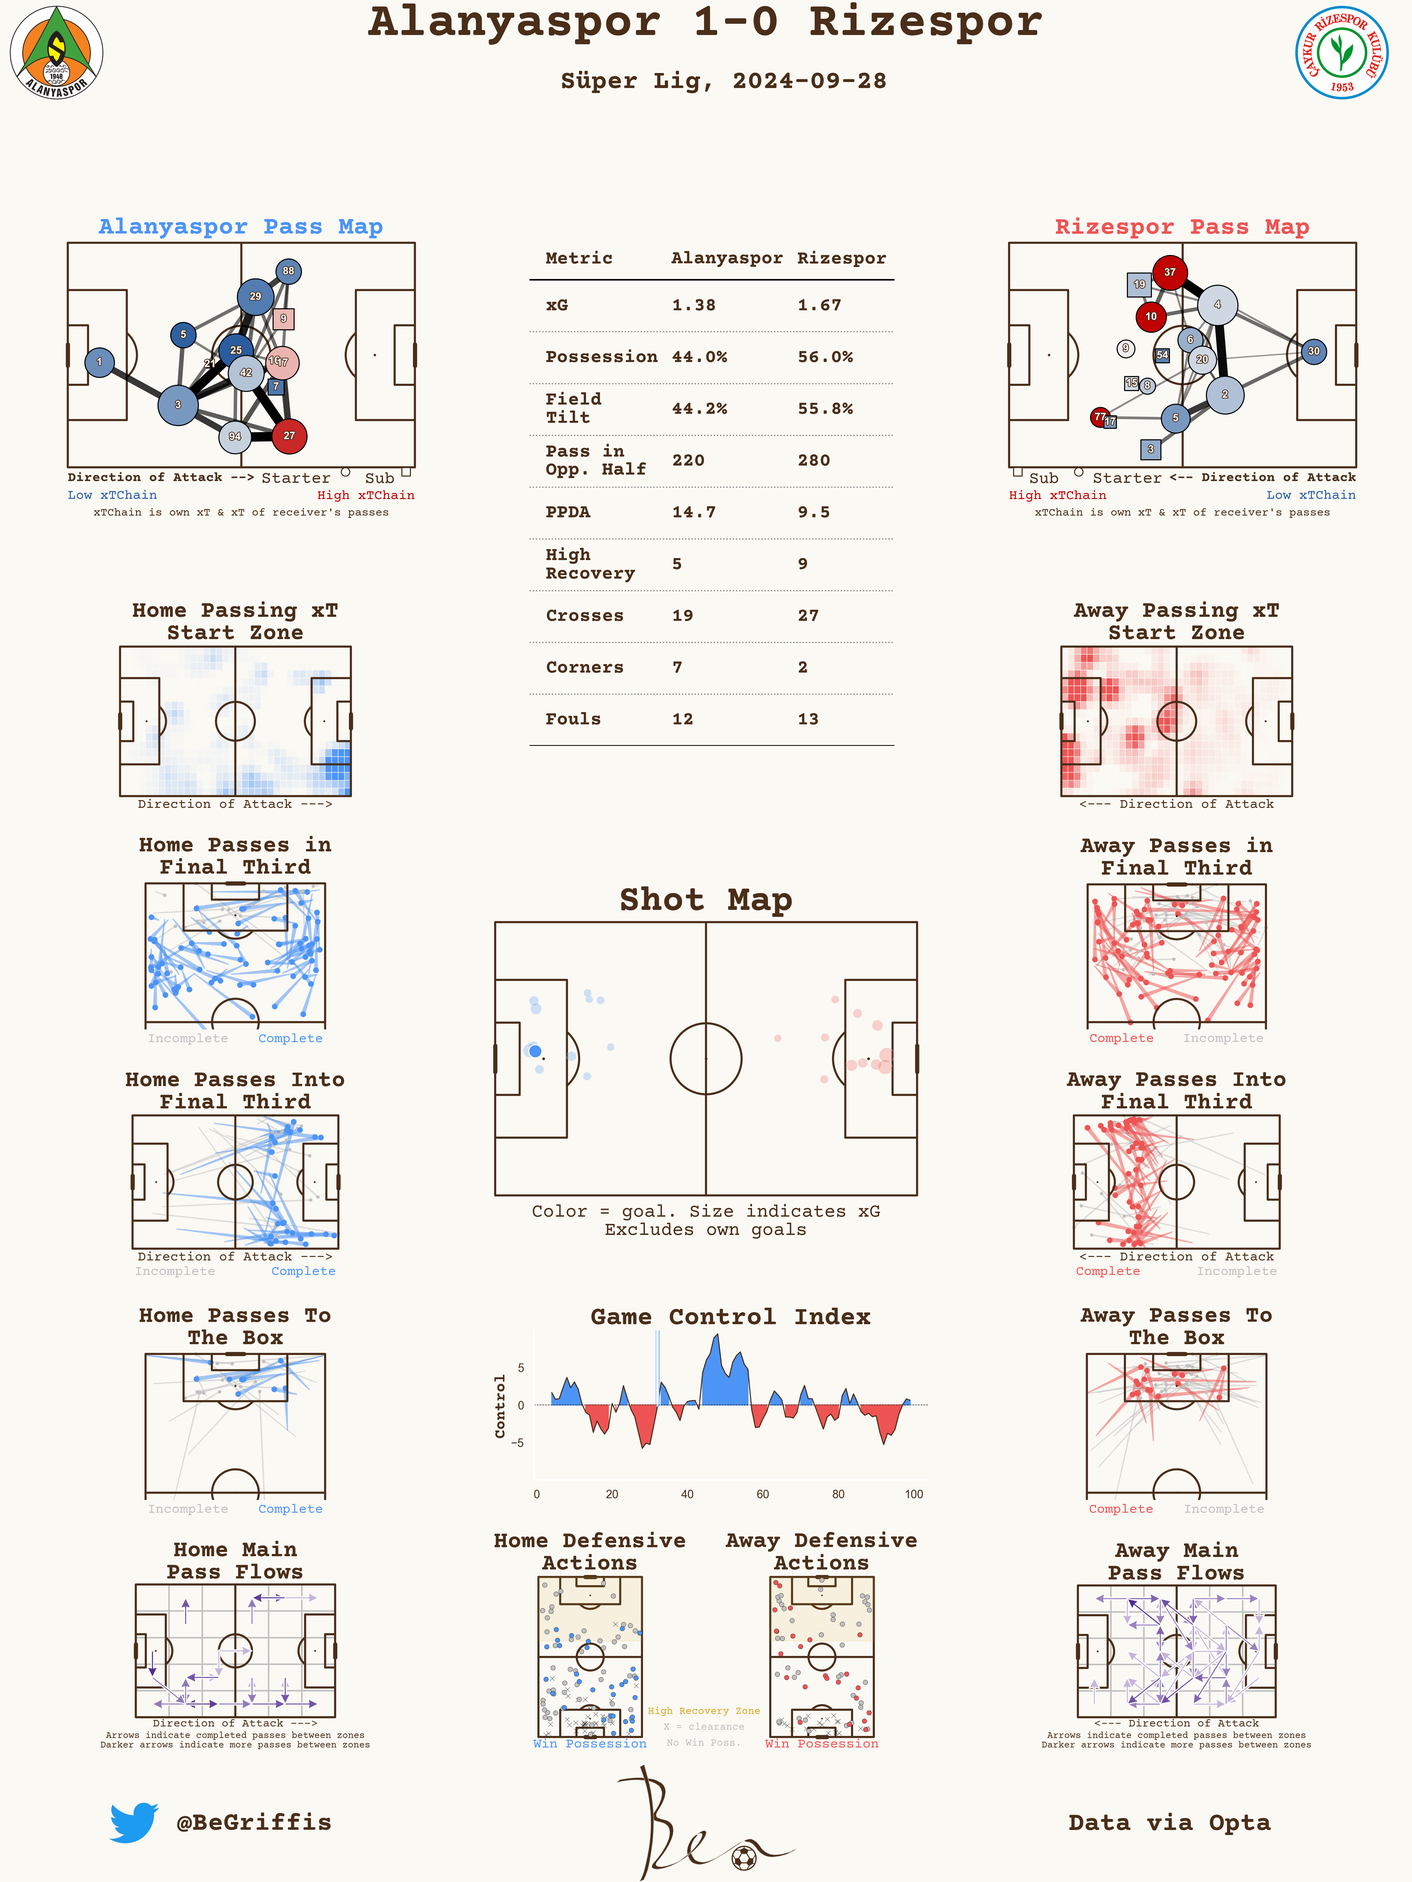 Alanyaspor 1-0 Rizespor
Süper Lig, 2024-09-28
ALANYASPOR
1948
ÇAYKUR RİZESPOR KULÜBÜ
1953
Alanyaspor Pass Map
88
29
9
5
25
1
21
16
17
42
7
3
94
27
Direction of Attack --> Starter Sub
Low xTChain High xTChain
xTChain is own xT & xT of receiver's passes
Metric Alanyaspor Rizespor
xG 1.38 1.67
Possession 44.0% 56.0%
Field
Tilt 44.2% 55.8%
Pass in
Opp. Half 220 280
PPDA 14.7 9.5
High
Recovery 5 9
Crosses 19 27
Corners 7 2
Fouls 12 13
Rizespor Pass Map
37
19
4
10
6
9
54
20
30
15
8
2
77
17
5
3
Sub Starter <-- Direction of Attack
High xTChain Low xTChain
xTChain is own xT & xT of receiver's passes
Home Passing xT
Start Zone
Direction of Attack --->
Away Passing xT
Start Zone
<--- Direction of Attack
Home Passes in
Final Third
Incomplete Complete
Away Passes in
Final Third
Complete Incomplete
Shot Map
Color = goal. Size indicates xG
Excludes own goals
Home Passes Into
Final Third
Direction of Attack --->
Incomplete Complete
Away Passes Into
Final Third
<--- Direction of Attack
Complete Incomplete
Home Passes To
The Box
Incomplete Complete
Game Control Index
Control
5
0
−5
0 20 40 60 80 100
Away Passes To
The Box
Complete Incomplete
Home Main
Pass Flows
Direction of Attack --->
Arrows indicate completed passes between zones
Darker arrows indicate more passes between zones
Home Defensive
Actions
Win Possession
Away Defensive
Actions
Win Possession
High Recovery Zone
X = clearance
No Win Poss.
Away Main
Pass Flows
<--- Direction of Attack
Arrows indicate completed passes between zones
Darker arrows indicate more passes between zones
@BeGriffis
Ben
Data via Opta